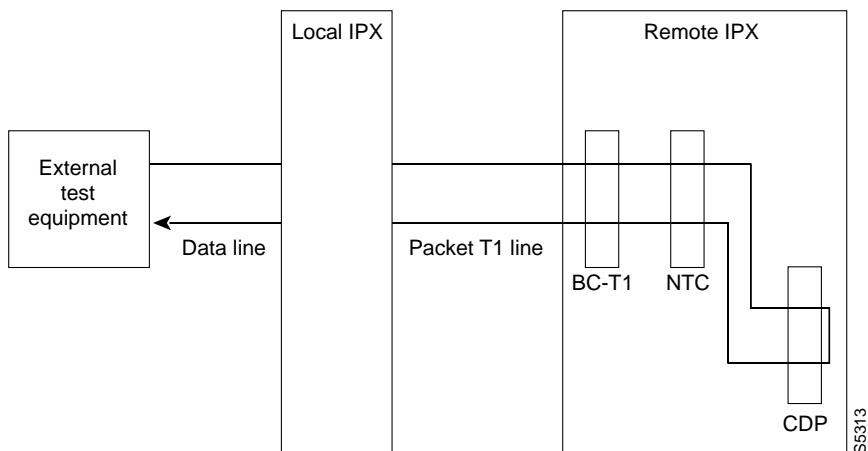 Local IPX
Remote IPX
External
test
equipment
Data line
Packet T1 line
BC-T1
NTC
CDP
S5313